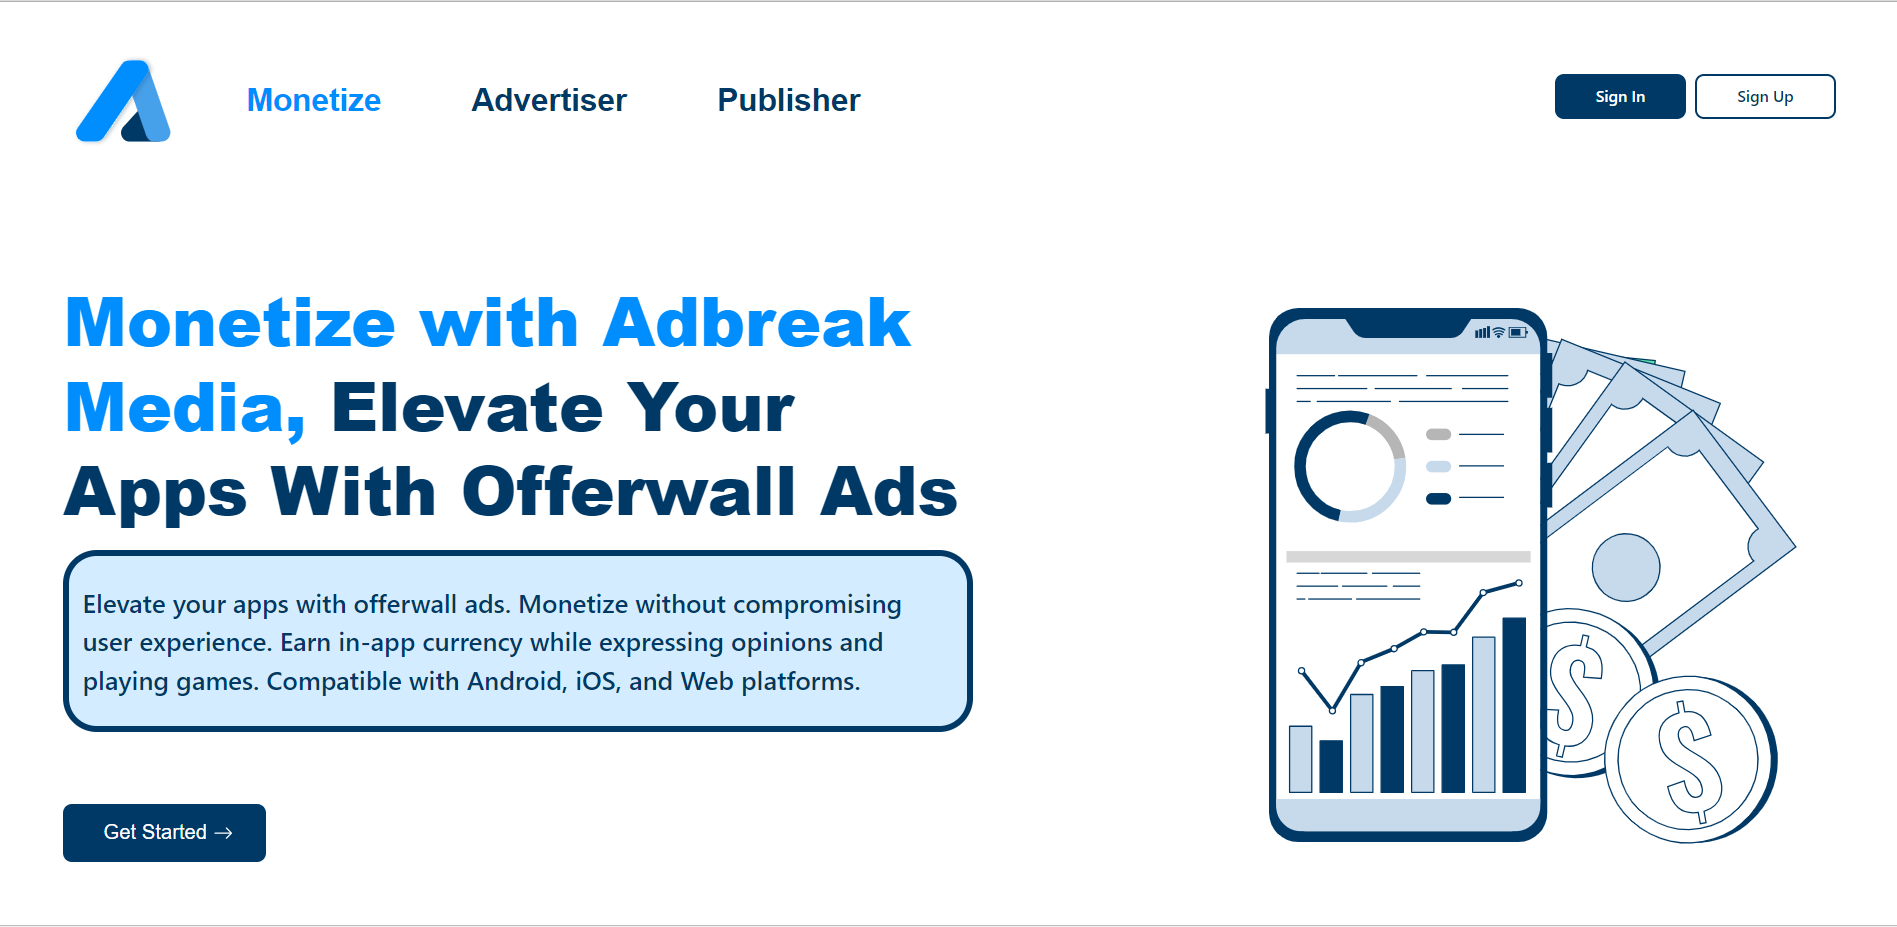 Monetize
Advertiser
Publisher
Sign In
Sign Up
Monetize with Adbreak
Media, Elevate Your
Apps With Offerwall Ads
Elevate your apps with offerwall ads. Monetize without compromising
user experience. Earn in-app currency while expressing opinions and
playing games. Compatible with Android, iOS, and Web platforms.
Get Started →
$
$